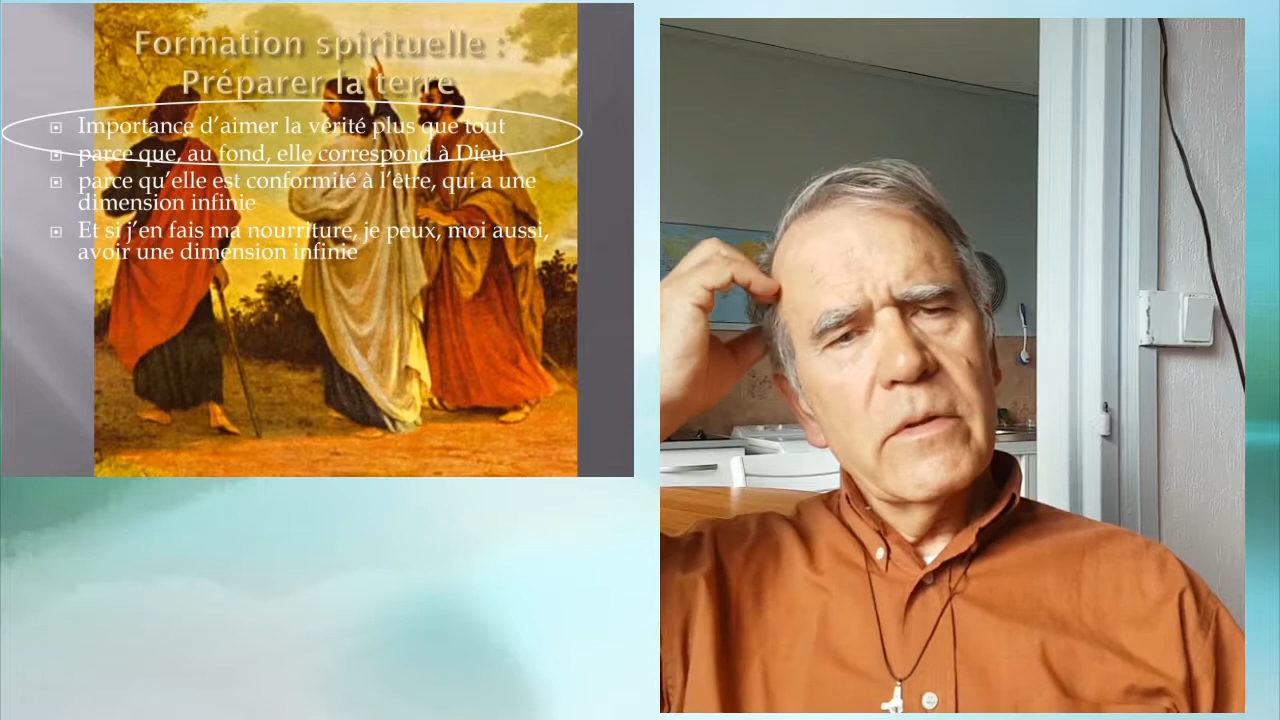 Formation spirituelle :
Préparer la terre
Importance d'aimer la vérité plus que tout
parce que, au fond, elle correspond à Dieu
parce qu'elle est conformité à l'être, qui a une
dimension infinie
Et si j'en fais ma nourriture, je peux, moi aussi,
avoir une dimension infinie